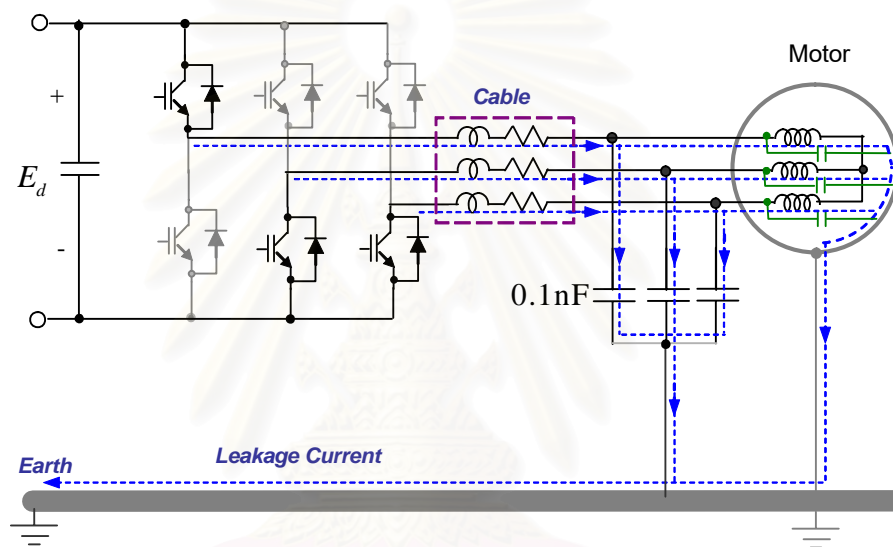 Motor
Cable
+
E_d
-
0.1nF
Leakage Current
Earth